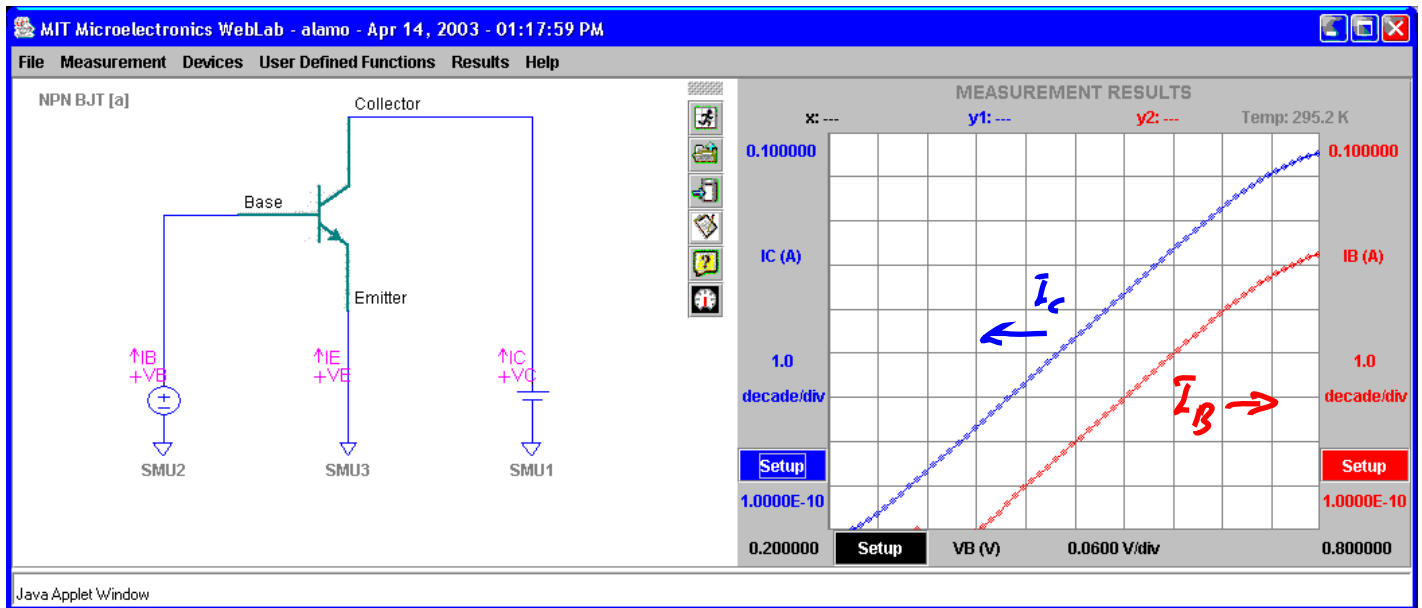 MIT Microelectronics WebLab - alamo - Apr 14, 2003 - 01:17:59 PM
File Measurement Devices User Defined Functions Results Help
NPN BJT [a]
Collector
Base
Emitter
↑IB
+VB
↑IE
+VE
↑IC
+VC
SMU2
SMU3
SMU1
MEASUREMENT RESULTS
x: --- y1: --- y2: --- Temp: 295.2 K
0.100000
IC (A)
1.0
decade/div
Setup
1.0000E-10
I_C
I_B
0.100000
IB (A)
1.0
decade/div
Setup
1.0000E-10
0.200000 Setup VB (V) 0.0600 V/div 0.800000
Java Applet Window